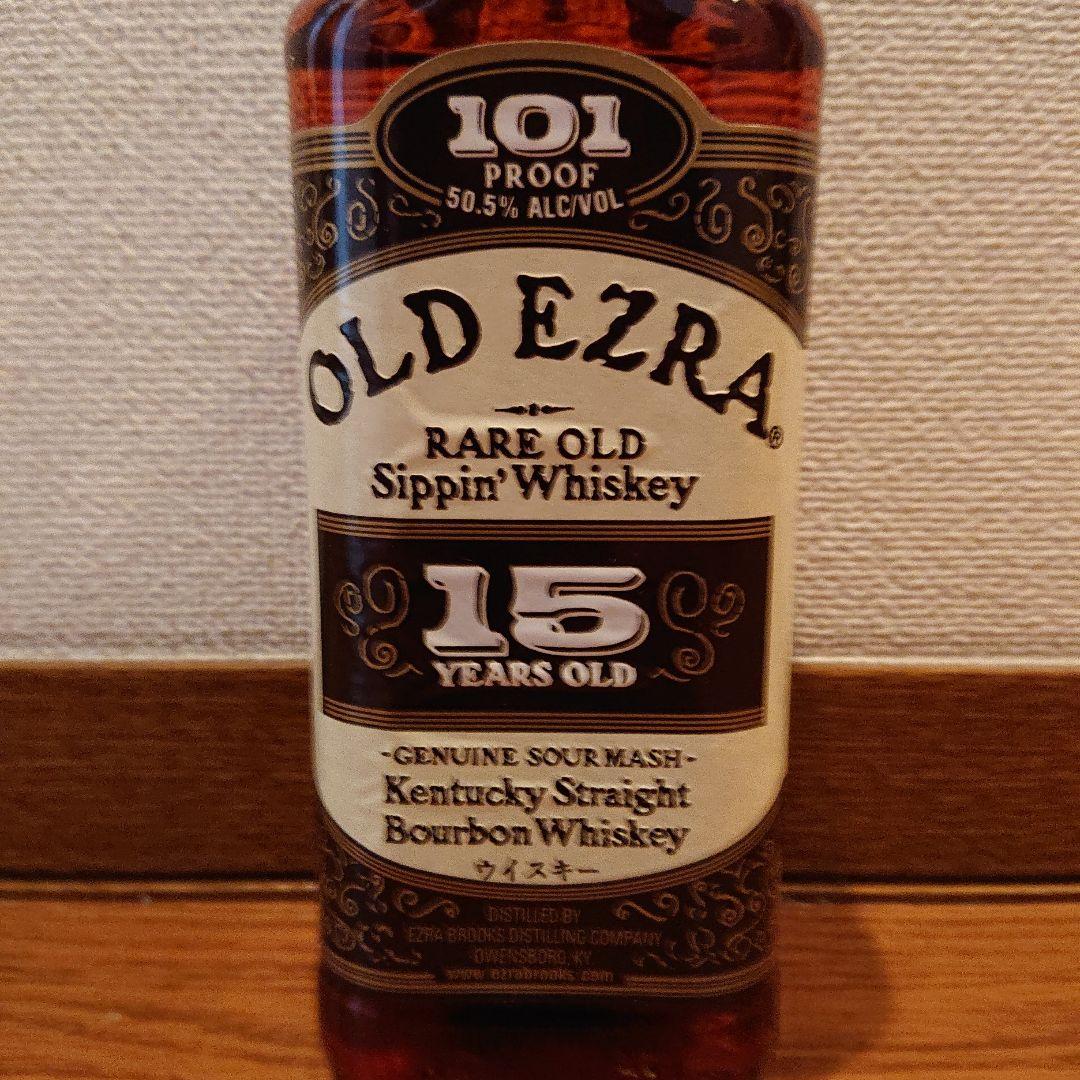 101
PROOF
50.5% ALC/VOL
OLD EZRA®
RARE OLD
Sippin' Whiskey
15
YEARS OLD
-GENUINE SOUR MASH-
Kentucky Straight
Bourbon Whiskey
ウイスキー
DISTILLED BY
EZRA BROOKS DISTILLING COMPANY
OWENSBORO, KY
www.ezrabrooks.com